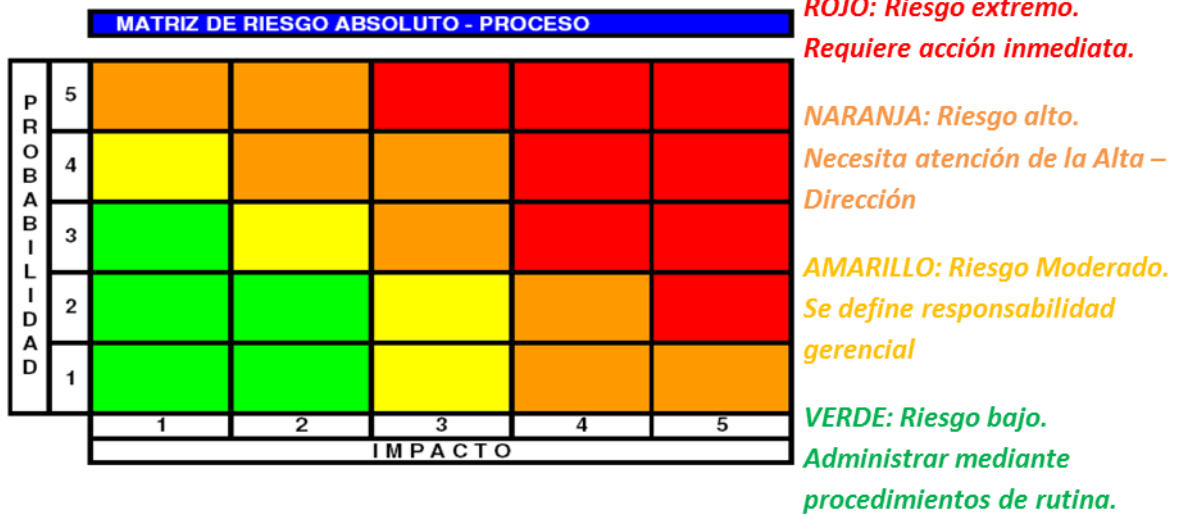 MATRIZ DE RIESGO ABSOLUTO - PROCESO
PROBABILIDAD
5
4
3
2
1
1 2 3 4 5
IMPACTO
ROJO: Riesgo extremo.
Requiere acción inmediata.
NARANJA: Riesgo alto.
Necesita atención de la Alta –
Dirección
AMARILLO: Riesgo Moderado.
Se define responsabilidad
gerencial
VERDE: Riesgo bajo.
Administrar mediante
procedimientos de rutina.